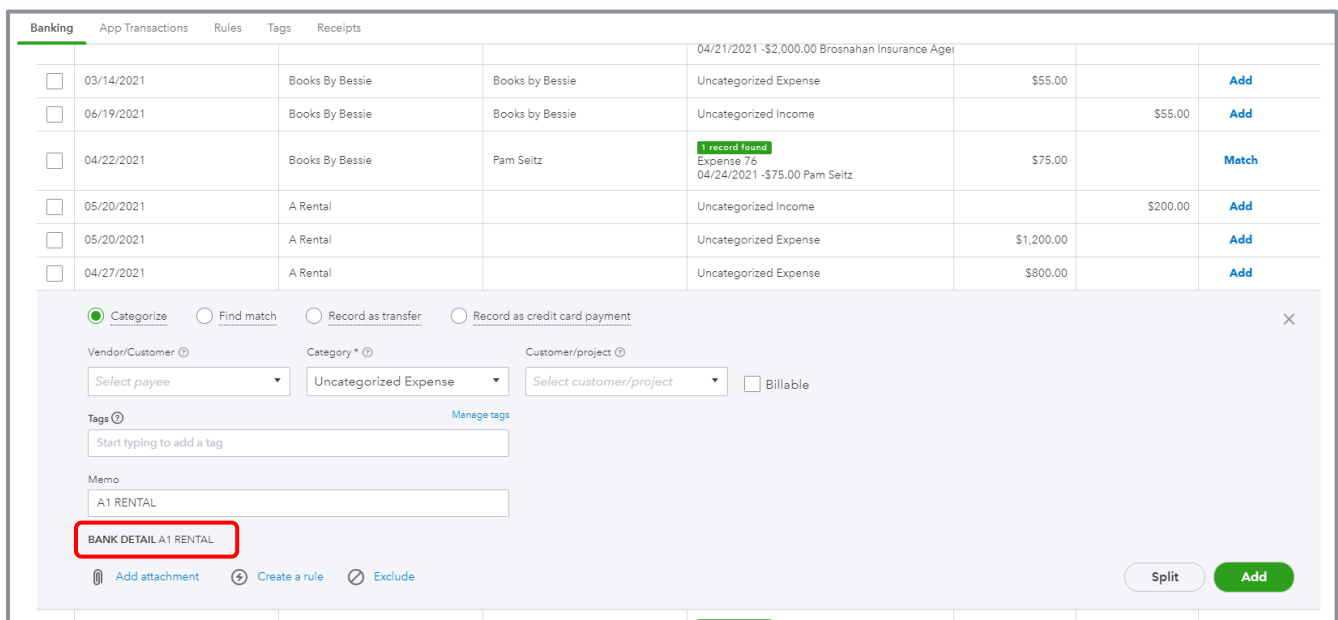 Banking App Transactions Rules Tags Receipts
04/21/2021 -$2,000.00 Brosnahan Insurance Agen
03/14/2021 Books By Bessie Books by Bessie Uncategorized Expense $55.00 Add
06/19/2021 Books By Bessie Books by Bessie Uncategorized Income $55.00 Add
1 record found
04/22/2021 Books By Bessie Pam Seitz Expense 76 $75.00 Match
04/24/2021 -$75.00 Pam Seitz
05/20/2021 A Rental Uncategorized Income $200.00 Add
05/20/2021 A Rental Uncategorized Expense $1,200.00 Add
04/27/2021 A Rental Uncategorized Expense $800.00 Add
Categorize Find match Record as transfer Record as credit card payment
Vendor/Customer Category * Customer/project
Select payee Uncategorized Expense Select customer/project Billable
Tags Manage tags
Start typing to add a tag
Memo
A1 RENTAL
BANK DETAIL A1 RENTAL
Add attachment Create a rule Exclude Split Add